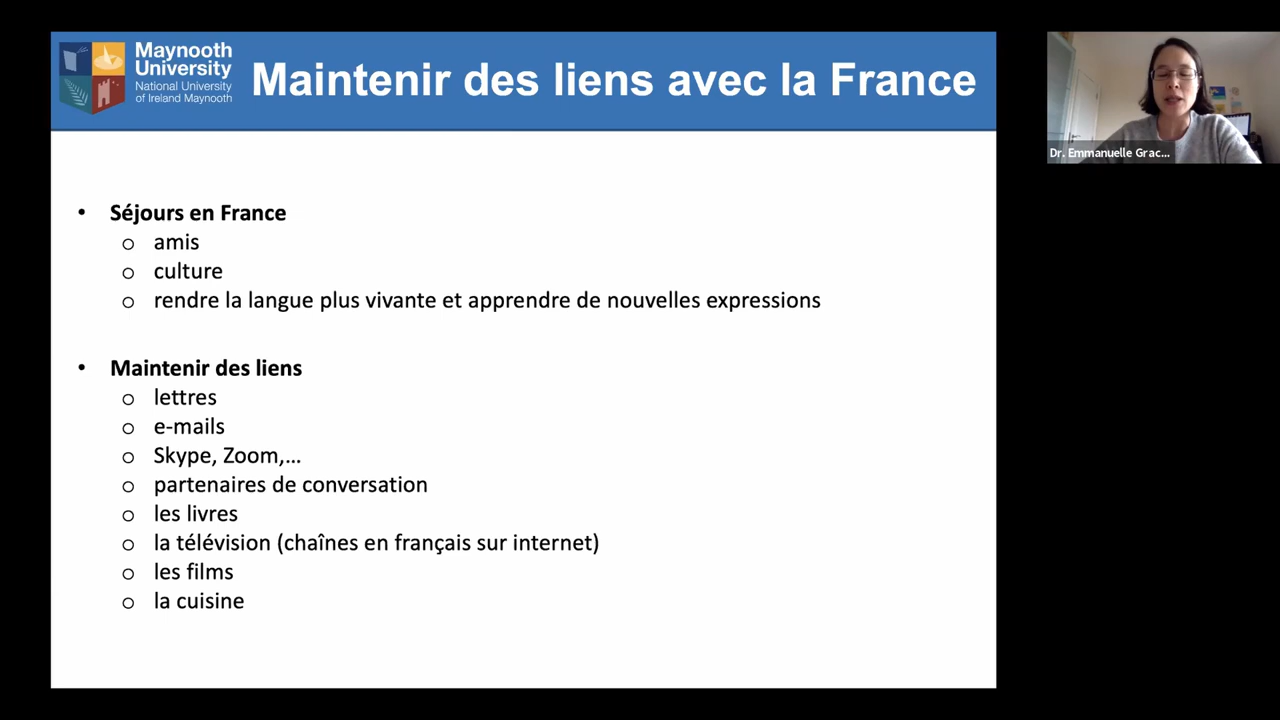 Maynooth
University
National University
of Ireland Maynooth
Maintenir des liens avec la France
• Séjours en France
o amis
o culture
o rendre la langue plus vivante et apprendre de nouvelles expressions
• Maintenir des liens
o lettres
o e-mails
o Skype, Zoom,...
o partenaires de conversation
o les livres
o la télévision (chaînes en français sur internet)
o les films
o la cuisine
Dr. Emmanuelle Grac...